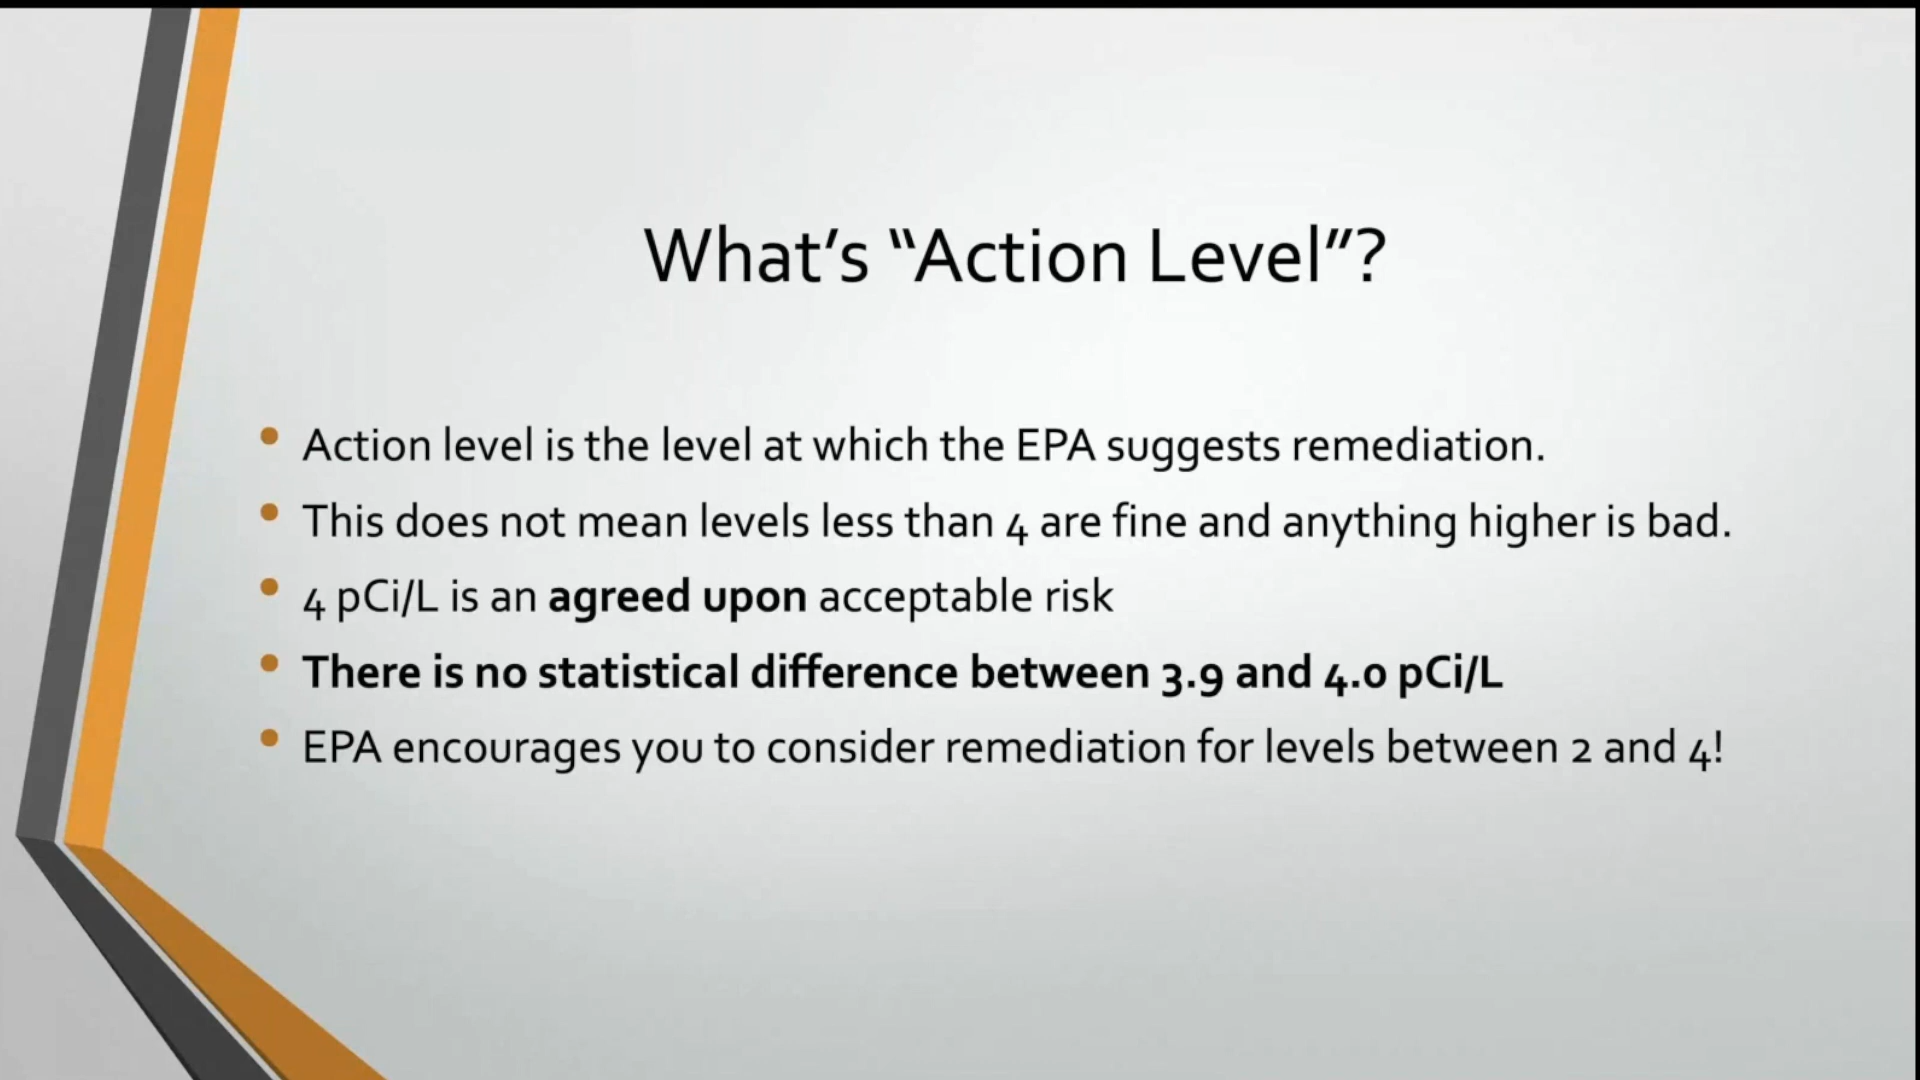 What’s “Action Level”?
• Action level is the level at which the EPA suggests remediation.
• This does not mean levels less than 4 are fine and anything higher is bad.
• 4 pCi/L is an agreed upon acceptable risk
• There is no statistical difference between 3.9 and 4.0 pCi/L
• EPA encourages you to consider remediation for levels between 2 and 4!